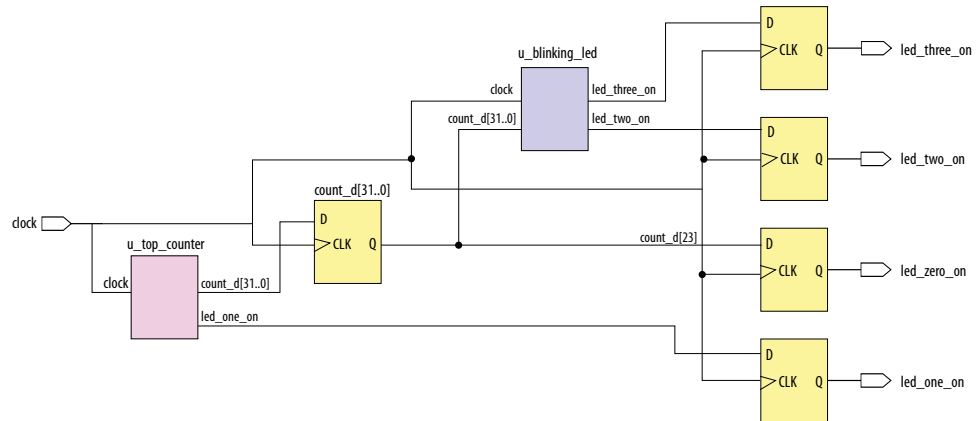 D
CLK Q
led_three_on
u_blinking_led
clock
led_three_on
count_d[31..0]
led_two_on
D
CLK Q
led_two_on
count_d[31..0]
D
CLK Q
clock
u_top_counter
clock
count_d[31..0]
led_one_on
count_d[23]
D
CLK Q
led_zero_on
D
CLK Q
led_one_on